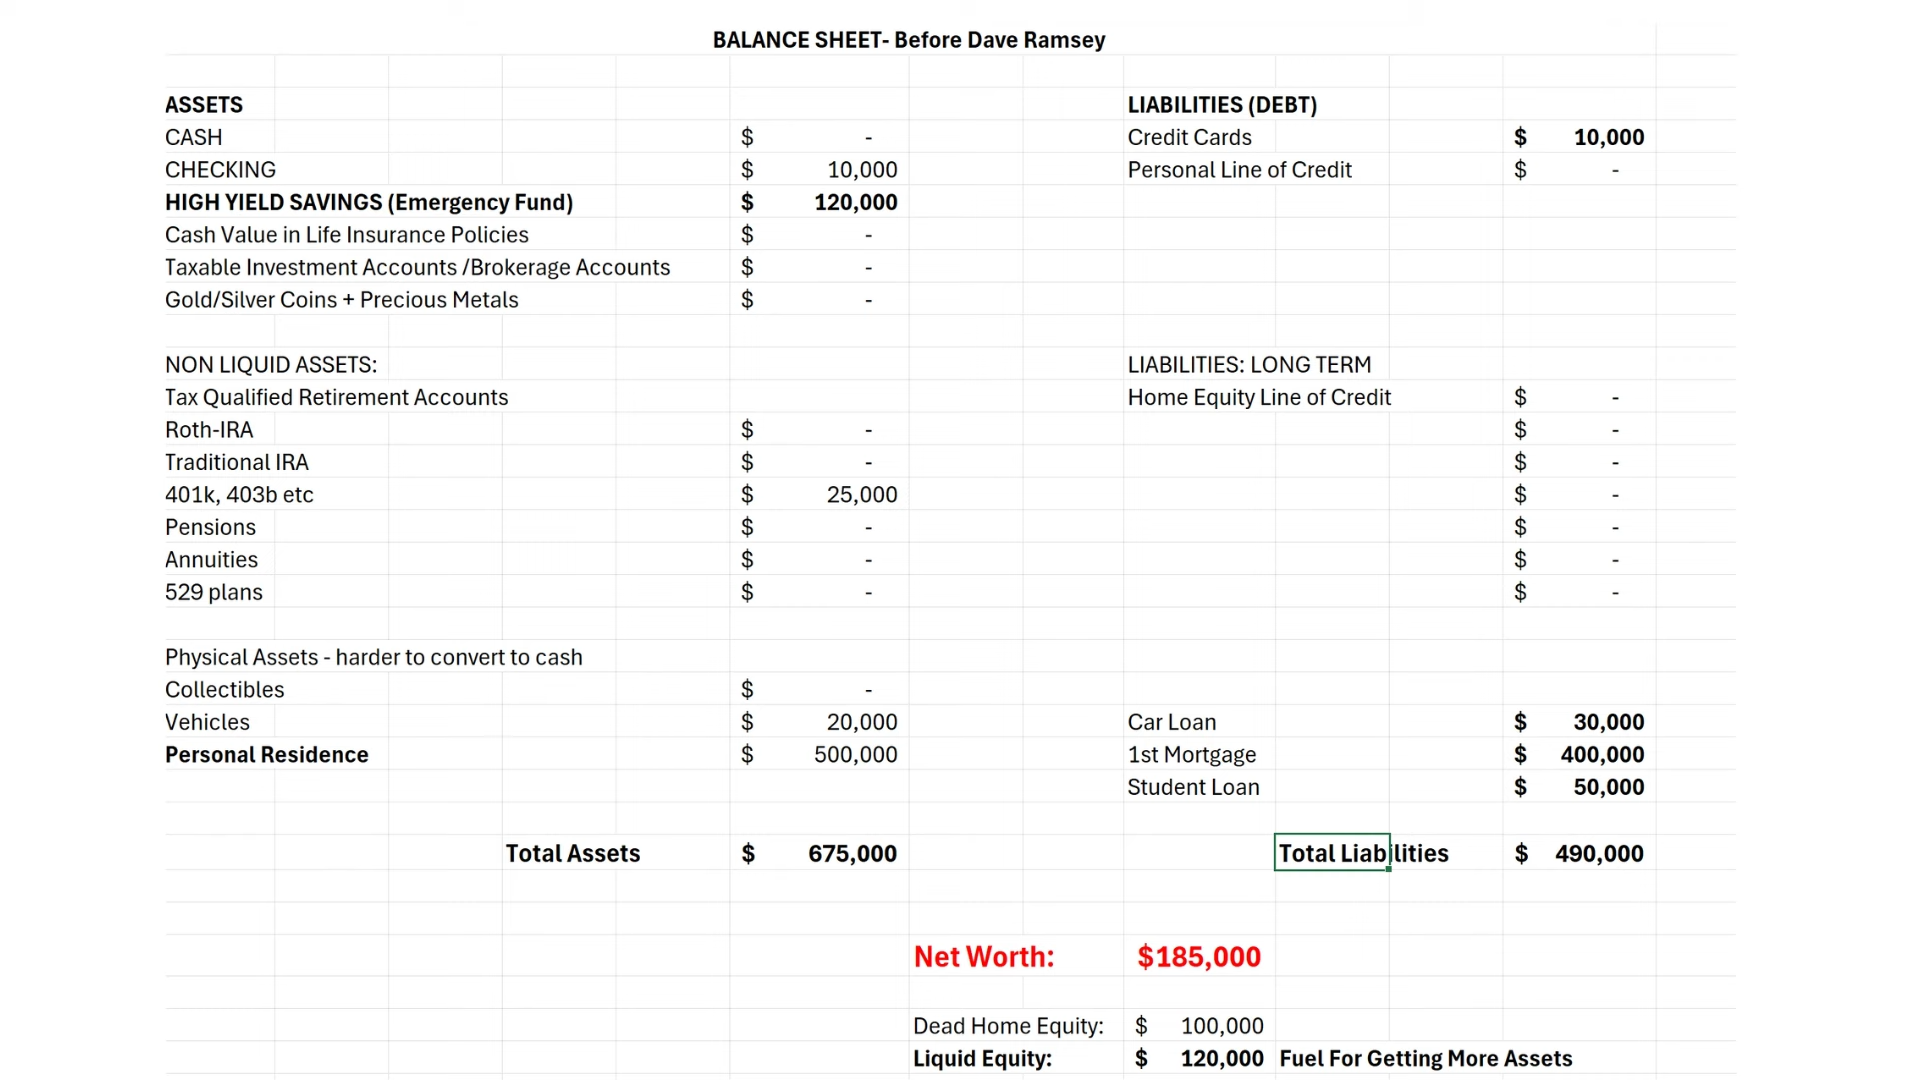 BALANCE SHEET- Before Dave Ramsey
ASSETS LIABILITIES (DEBT)
CASH $ - Credit Cards $ 10,000
CHECKING $ 10,000 Personal Line of Credit $ -
HIGH YIELD SAVINGS (Emergency Fund) $ 120,000
Cash Value in Life Insurance Policies $ -
Taxable Investment Accounts /Brokerage Accounts $ -
Gold/Silver Coins + Precious Metals $ -
NON LIQUID ASSETS: LIABILITIES: LONG TERM
Tax Qualified Retirement Accounts Home Equity Line of Credit $ -
Roth-IRA $ - $ -
Traditional IRA $ - $ -
401k, 403b etc $ 25,000 $ -
Pensions $ - $ -
Annuities $ - $ -
529 plans $ - $ -
Physical Assets - harder to convert to cash
Collectibles $ -
Vehicles $ 20,000 Car Loan $ 30,000
Personal Residence $ 500,000 1st Mortgage $ 400,000
Student Loan $ 50,000
Total Assets $ 675,000 Total Liabilities $ 490,000
Net Worth: $185,000
Dead Home Equity: $ 100,000
Liquid Equity: $ 120,000 Fuel For Getting More Assets